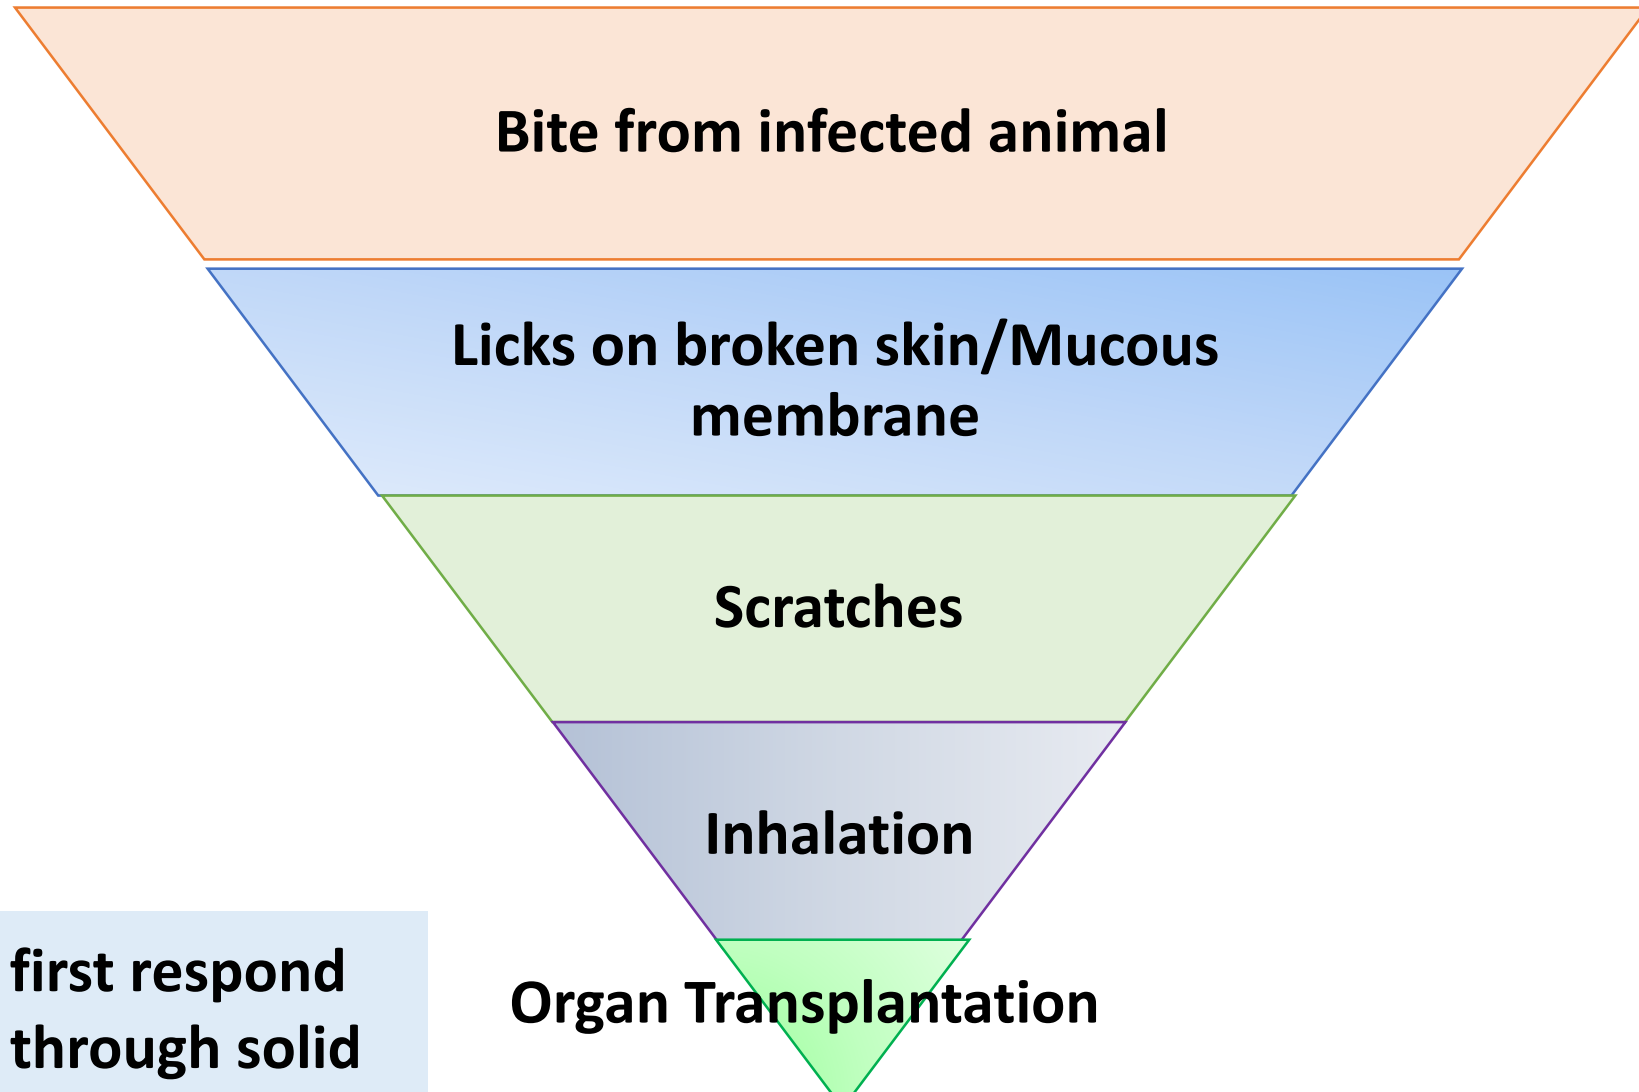 Bite from infected animal
Licks on broken skin/Mucous
membrane
Scratches
Inhalation
Organ Transplantation
first respond
through solid